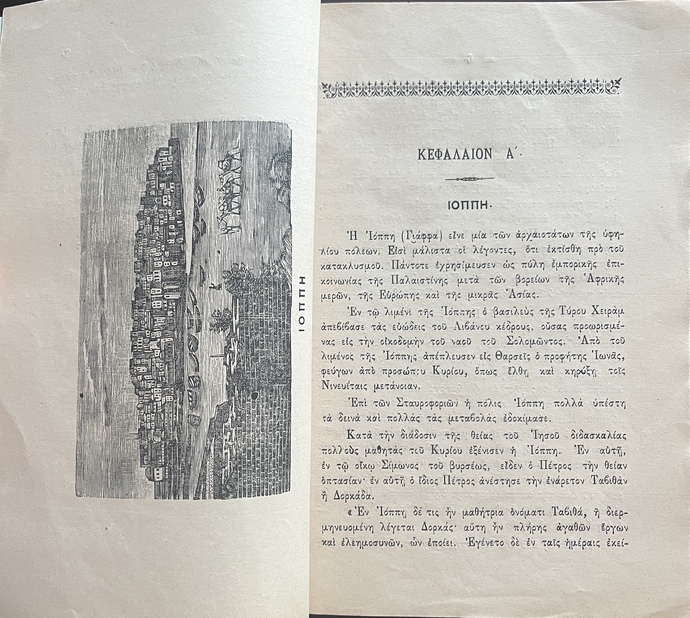 ΙΟΠΠΗ
ΚΕΦΑΛΑΙΟΝ Α΄.
ΙΟΠΠΗ.
Ἡ Ἰόππη (Γιάφφα) εἶνε μία τῶν ἀρχαιοτάτων τῆς ὑφη-
λίου πόλεων. Εἰσὶ μάλιστα οἱ λέγοντες, ὅτι ἐκτίσθη πρὸ τοῦ
κατακλυσμοῦ. Πάντοτε ἐχρησίμευσεν ὡς πύλη ἐμπορικῆς ἐπι-
κοινωνίας τῆς Παλαιστίνης μετὰ τῶν βορείων τῆς Ἀφρικῆς
μερῶν, τῆς Εὐρώπης καὶ τῆς μικρᾶς Ἀσίας.
Ἐν τῷ λιμένι τῆς Ἰόππης ὁ βασιλεὺς τῆς Τύρου Χειρὰμ
ἀπεβίβασε τὰς εὐώδεις τοῦ Λιβάνου κέδρους, οὔσας προωρισμέ-
νας εἰς τὴν οἰκοδομὴν τοῦ ναοῦ τοῦ Σολομῶντος. Ἀπὸ τοῦ
λιμένος τῆς Ἰόππης ἀπέπλευσεν εἰς Θαρσεῖς ὁ προφήτης Ἰωνᾶς,
φεύγων ἀπὸ προσώπου Κυρίου, ὅπως ἔλθῃ καὶ κηρύξῃ τοῖς
Νινευΐταις μετάνοιαν.
Ἐπὶ τῶν Σταυροφοριῶν ἡ πόλις Ἰόππη πολλὰ ὑπέστη
τὰ δεινὰ καὶ πολλὰς τὰς μεταβολὰς ἐδοκίμασε.
Κατὰ τὴν διάδοσιν τῆς θείας τοῦ Ἰησοῦ διδασκαλίας
πολλοὺς μαθητὰς τοῦ Κυρίου ἐξένισεν ἡ Ἰόππη. Ἐν αὐτῇ,
ἐν τῷ οἴκῳ Σίμωνος τοῦ βυρσέως, εἶδεν ὁ Πέτρος τὴν θείαν
ὀπτασίαν· ἐν αὐτῇ ὁ ἴδιος Πέτρος ἀνέστησε τὴν ἐνάρετον Ταβιθὰν
ἢ Δορκάδα.
«Ἐν Ἰόππῃ δέ τις ἦν μαθήτρια ὀνόματι Ταβιθά, ἣ διερ-
μηνευομένη λέγεται Δορκάς· αὕτη ἦν πλήρης ἀγαθῶν ἔργων
καὶ ἐλεημοσυνῶν, ὧν ἐποίει. Ἐγένετο δὲ ἐν ταῖς ἡμέραις ἐκεί-